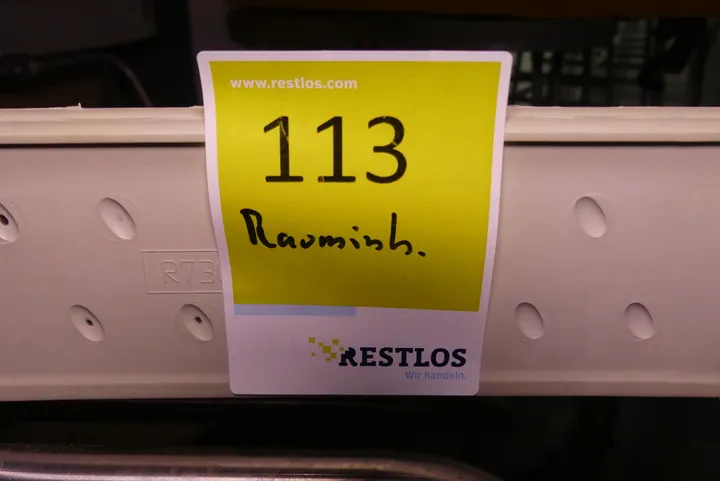 www.restlos.com
113
Rauminh.
R73
RESTLOS
Wir handeln.